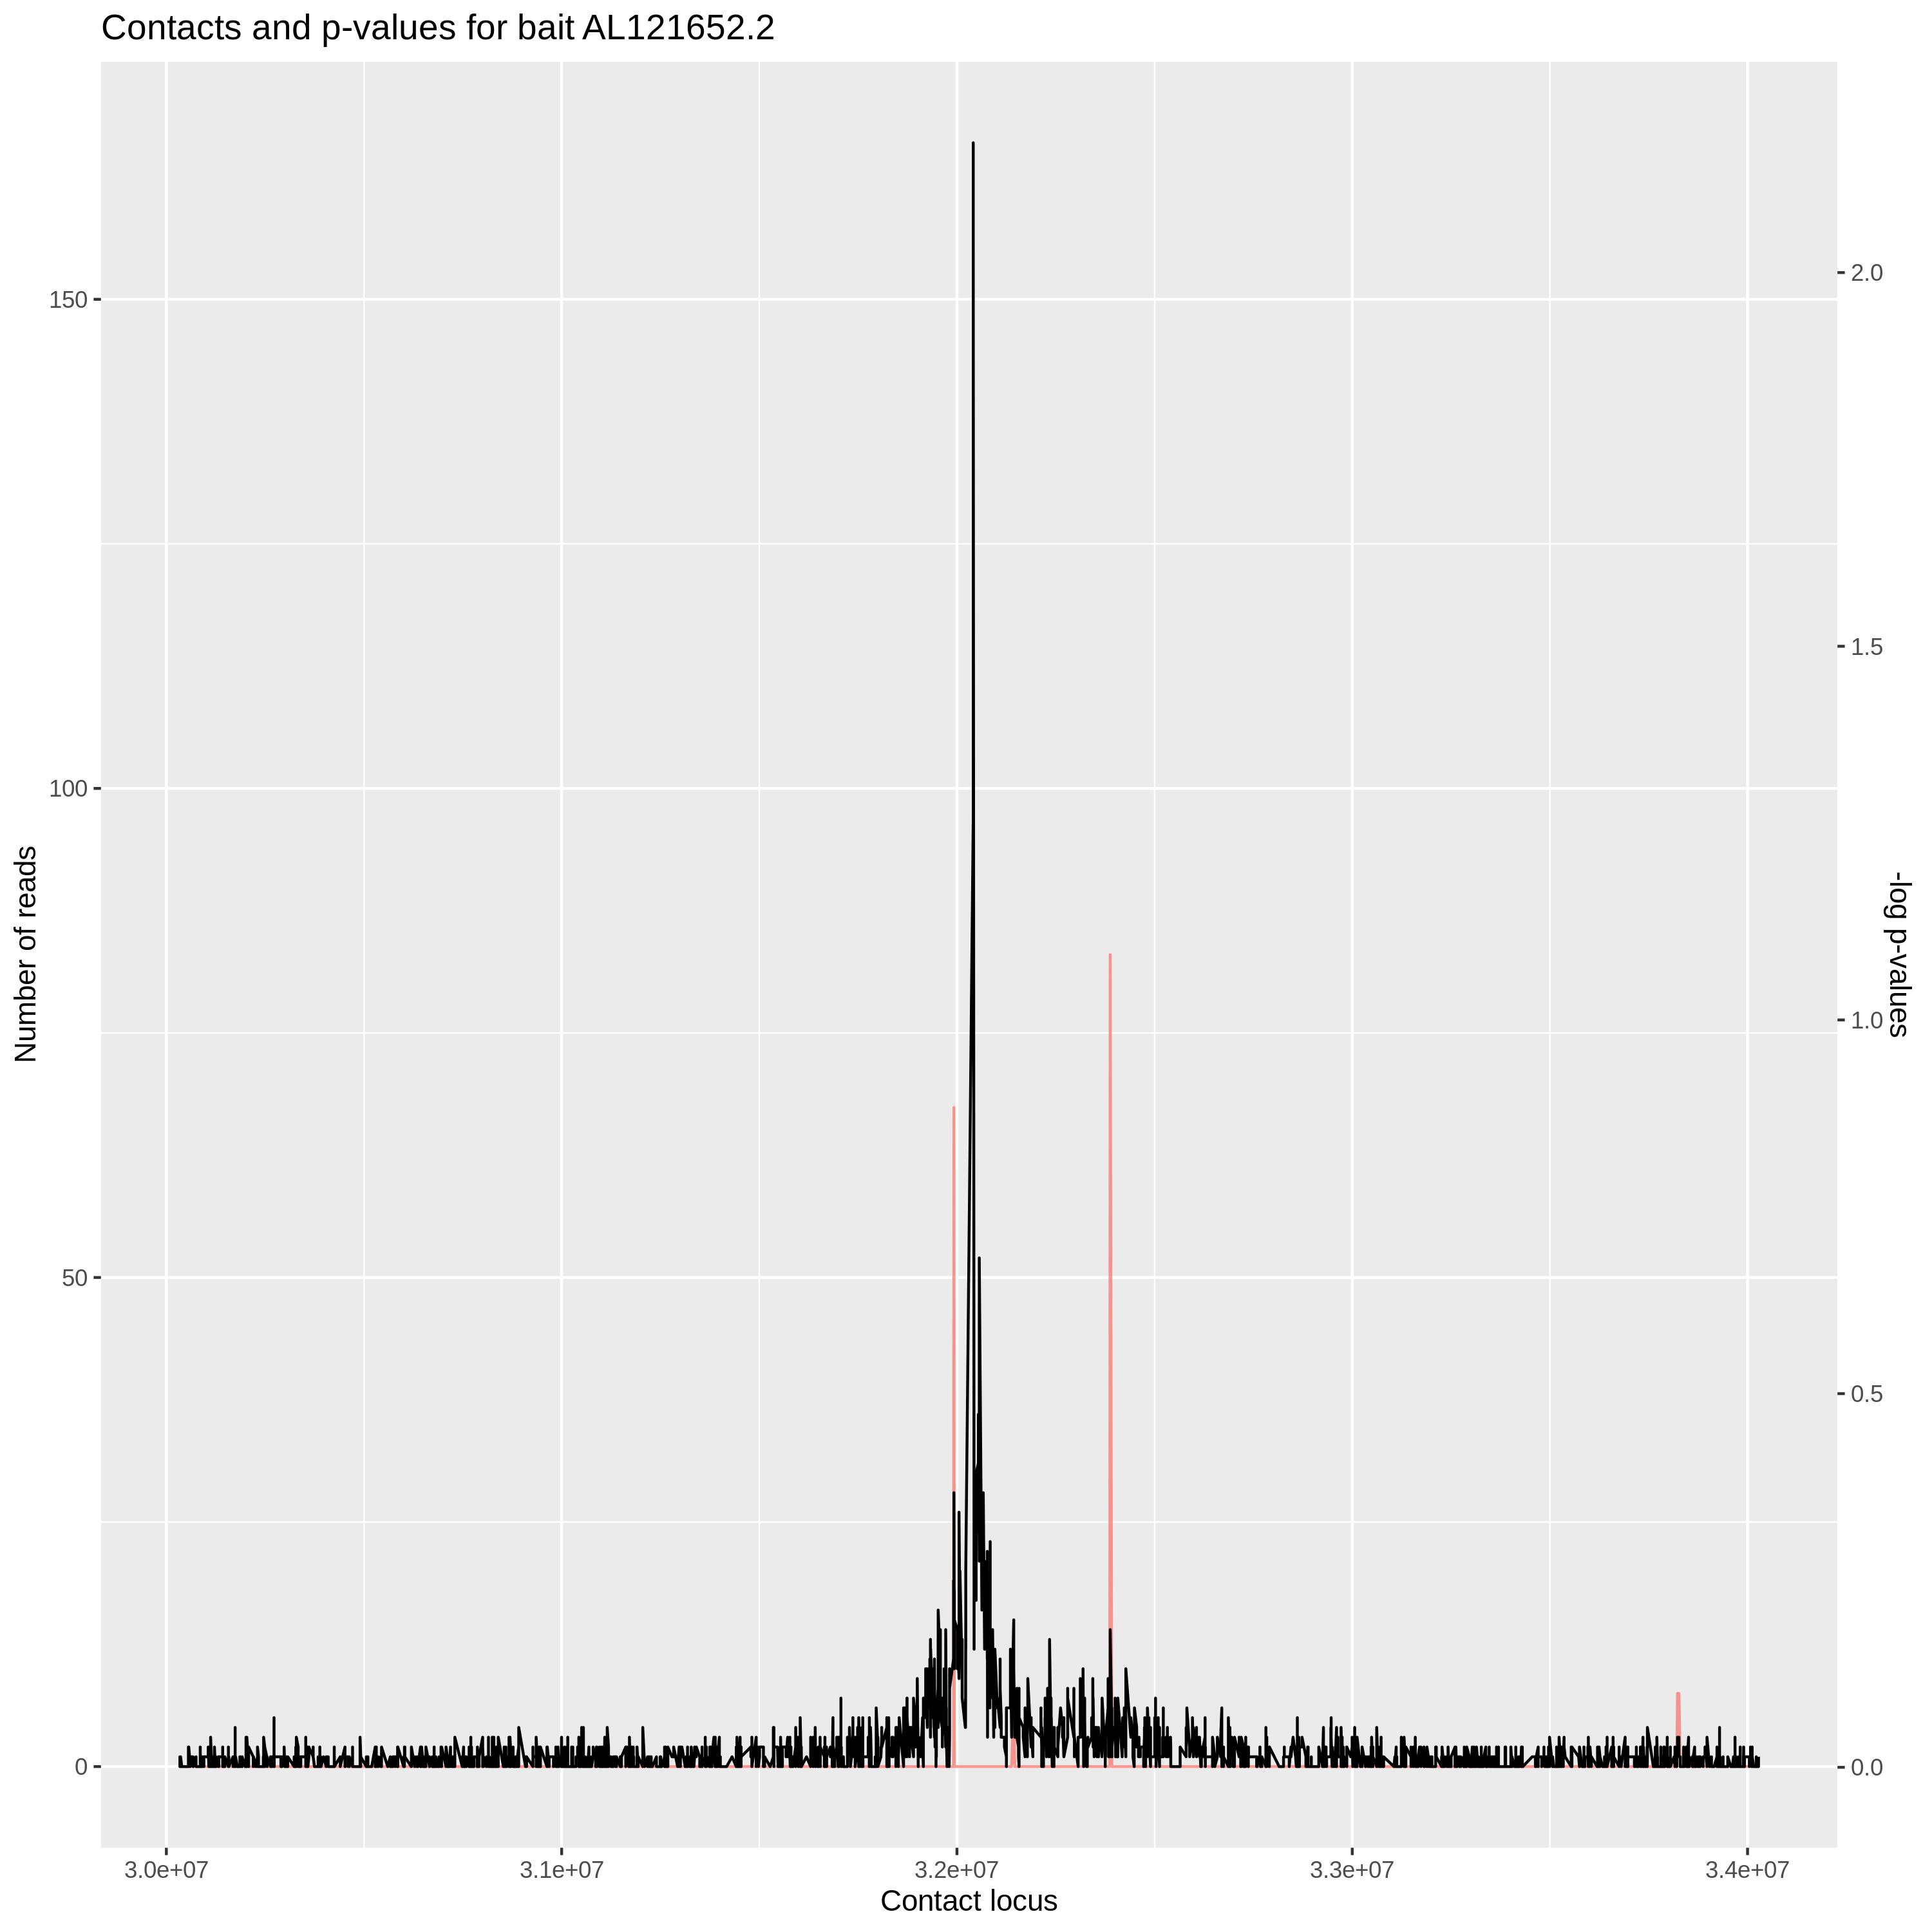 Contacts and p-values for bait AL121652.2
150
100
50
0
Number of reads
2.0
1.5
1.0
0.5
0.0
-log p-values
3.0e+07 3.1e+07 3.2e+07 3.3e+07 3.4e+07
Contact locus